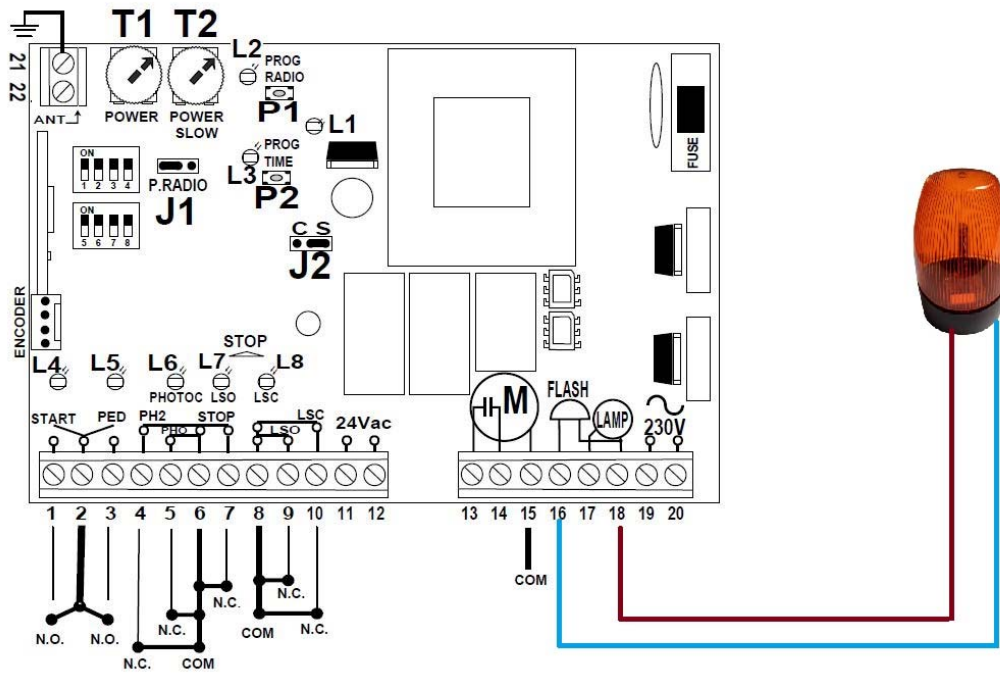 T1 T2
21
22
ANT
POWER
POWER
SLOW
L2
PROG
RADIO
P1
L1
L3
PROG
TIME
P2
ON
1 2 3 4
P.RADIO
J1
ON
5 6 7 8
C S
J2
FUSE
ENCODER
STOP
L4 L5 L6 L7 L8
PHOTOC LSO LSC
START PED PH2 STOP LSC 24Vac
PHO LSO
M
FLASH
LAMP
230V
1 2 3 4 5 6 7 8 9 10 11 12
13 14 15 16 17 18 19 20
COM
N.O. N.O.
N.C. COM
N.C.
N.C.
COM
N.C.